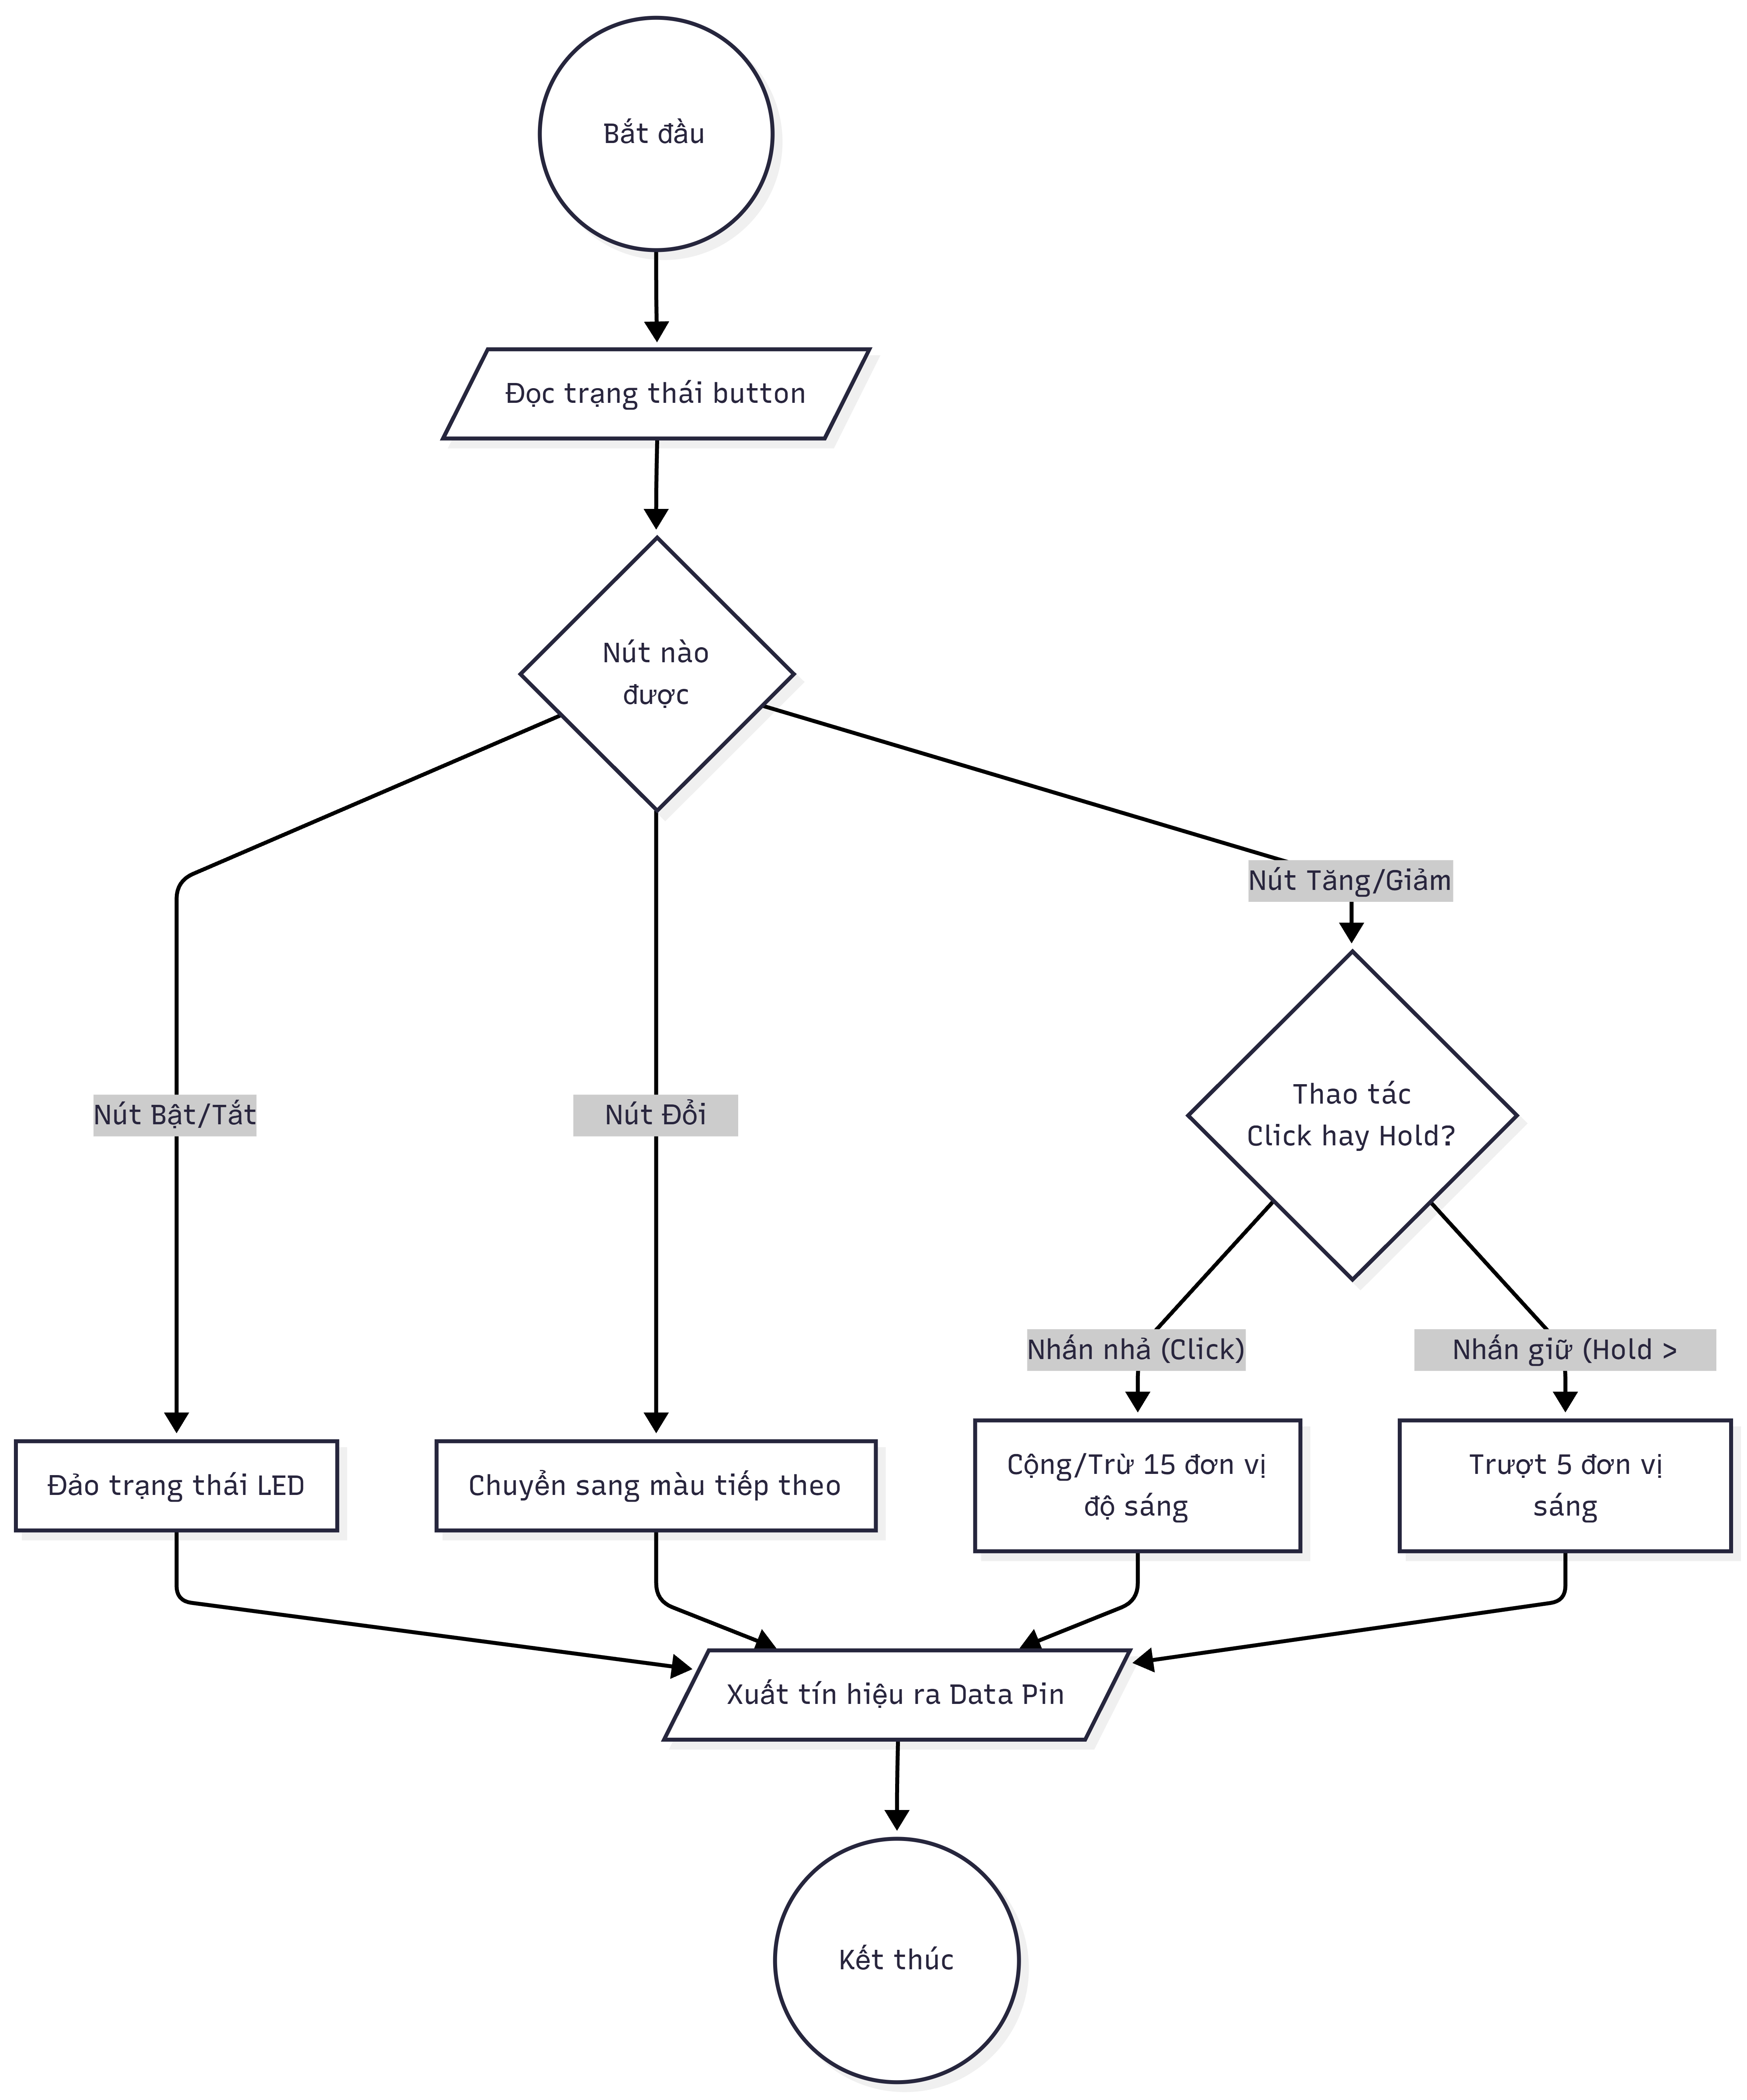 Bắt đầu
Đọc trạng thái button
Nút nào
được
Nút Tăng/Giảm
Nút Bật/Tắt
Nút Đổi
Thao tác
Click hay Hold?
Nhấn nhả (Click)
Nhấn giữ (Hold >
Đảo trạng thái LED
Chuyển sang màu tiếp theo
Cộng/Trừ 15 đơn vị
độ sáng
Trượt 5 đơn vị
sáng
Xuất tín hiệu ra Data Pin
Kết thúc